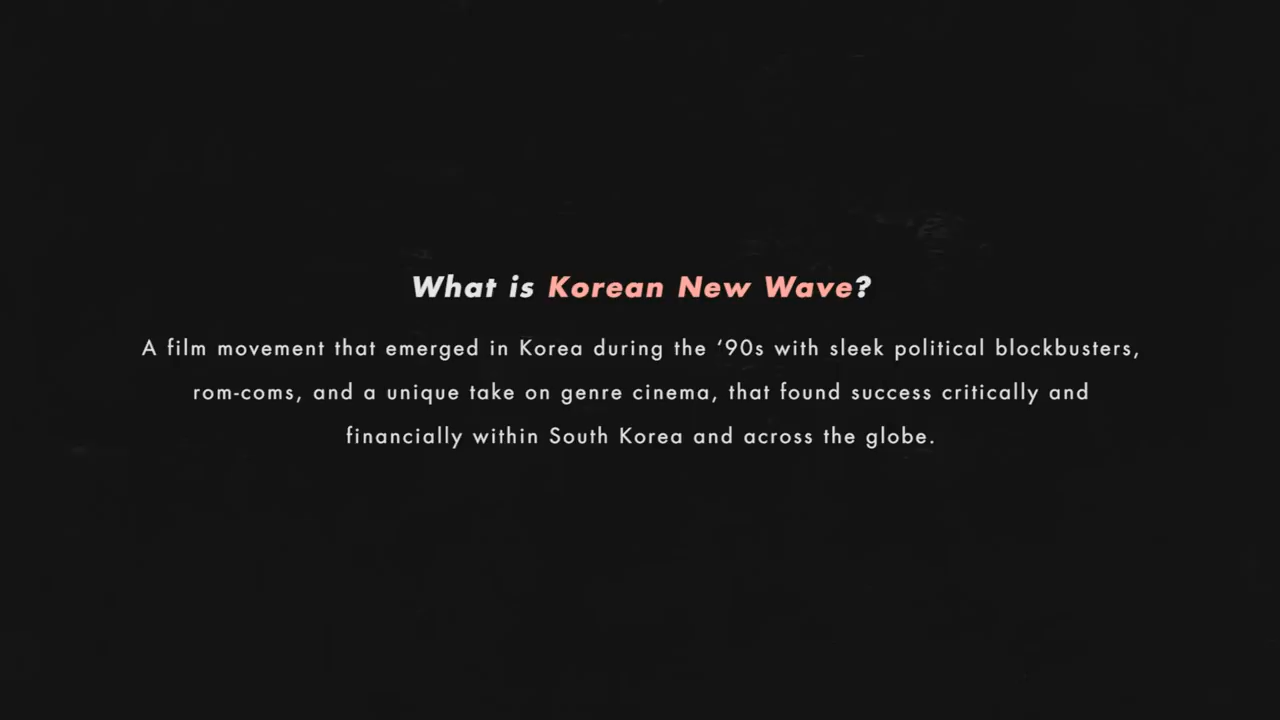 What is Korean New Wave?
A film movement that emerged in Korea during the ‘90s with sleek political blockbusters,
rom-coms, and a unique take on genre cinema, that found success critically and
financially within South Korea and across the globe.